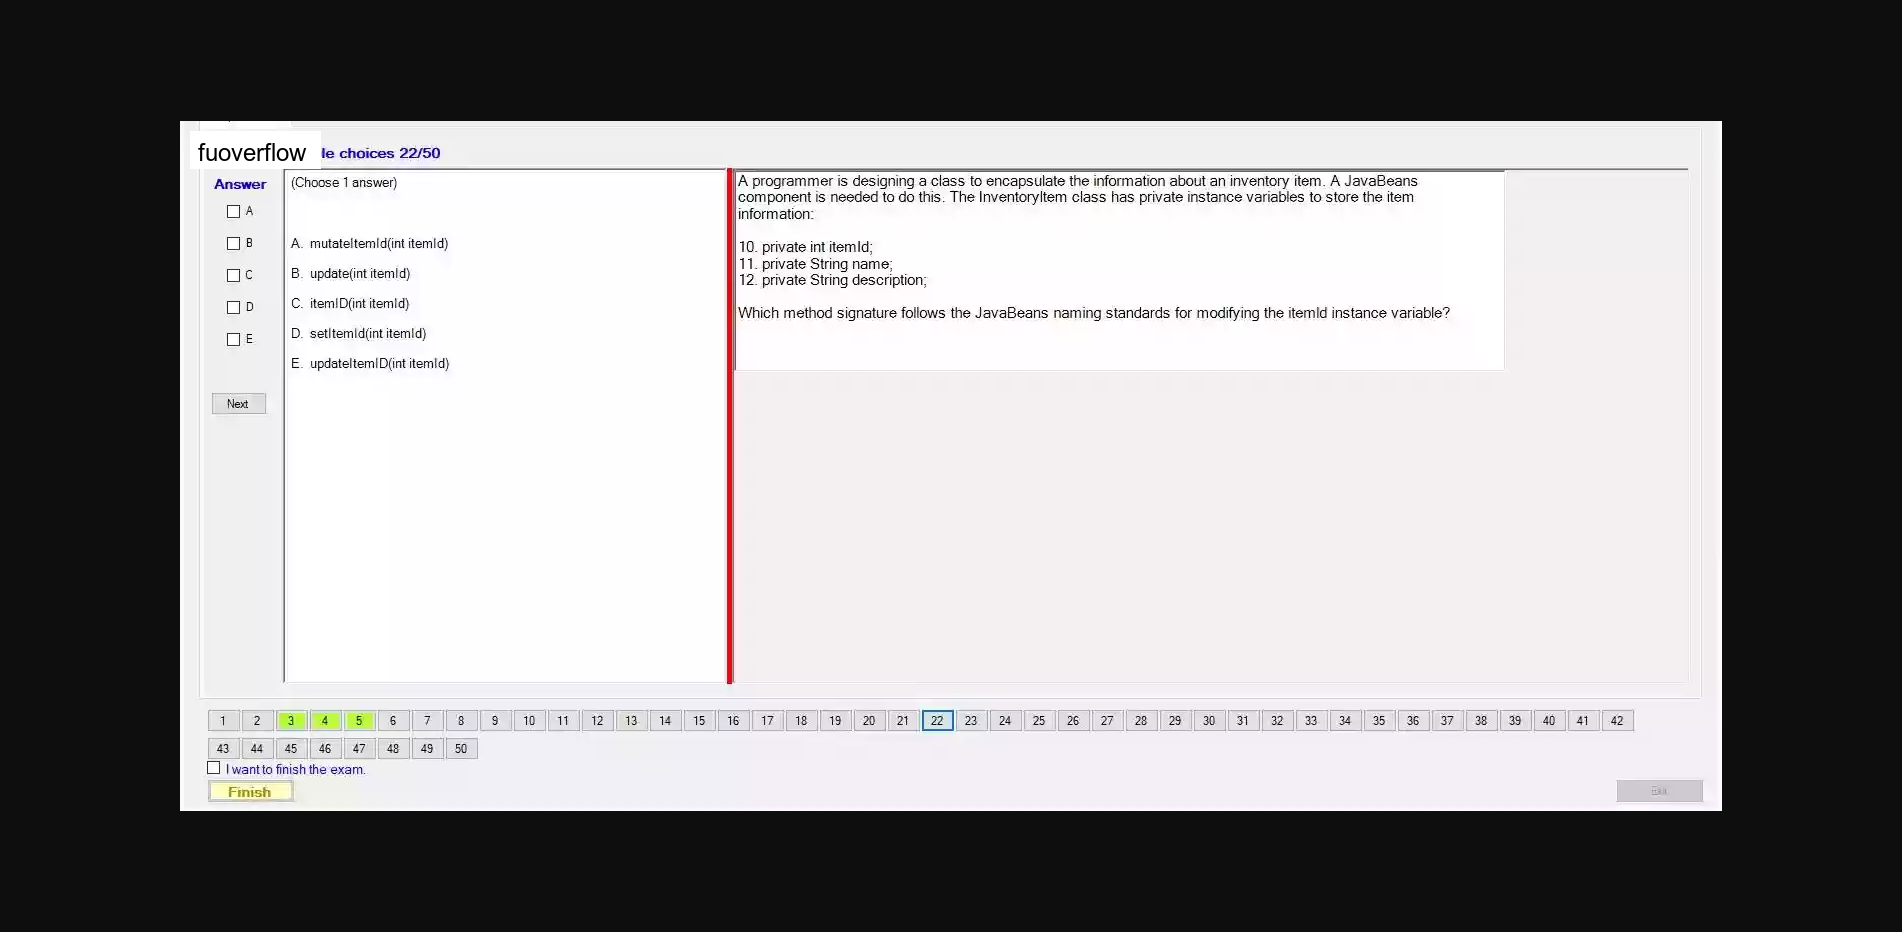 fuoverflow
le choices 22/50
Answer
A
B
C
D
E
Next
(Choose 1 answer)
A. mutateItemId(int itemId)
B. update(int itemId)
C. itemID(int itemId)
D. setItemId(int itemId)
E. updateItemID(int itemId)
A programmer is designing a class to encapsulate the information about an inventory item. A JavaBeans
component is needed to do this. The InventoryItem class has private instance variables to store the item
information:
10. private int itemId;
11. private String name;
12. private String description;
Which method signature follows the JavaBeans naming standards for modifying the itemId instance variable?
1 2 3 4 5 6 7 8 9 10 11 12 13 14 15 16 17 18 19 20 21 22 23 24 25 26 27 28 29 30 31 32 33 34 35 36 37 38 39 40 41 42
43 44 45 46 47 48 49 50
I want to finish the exam.
Finish
Exit